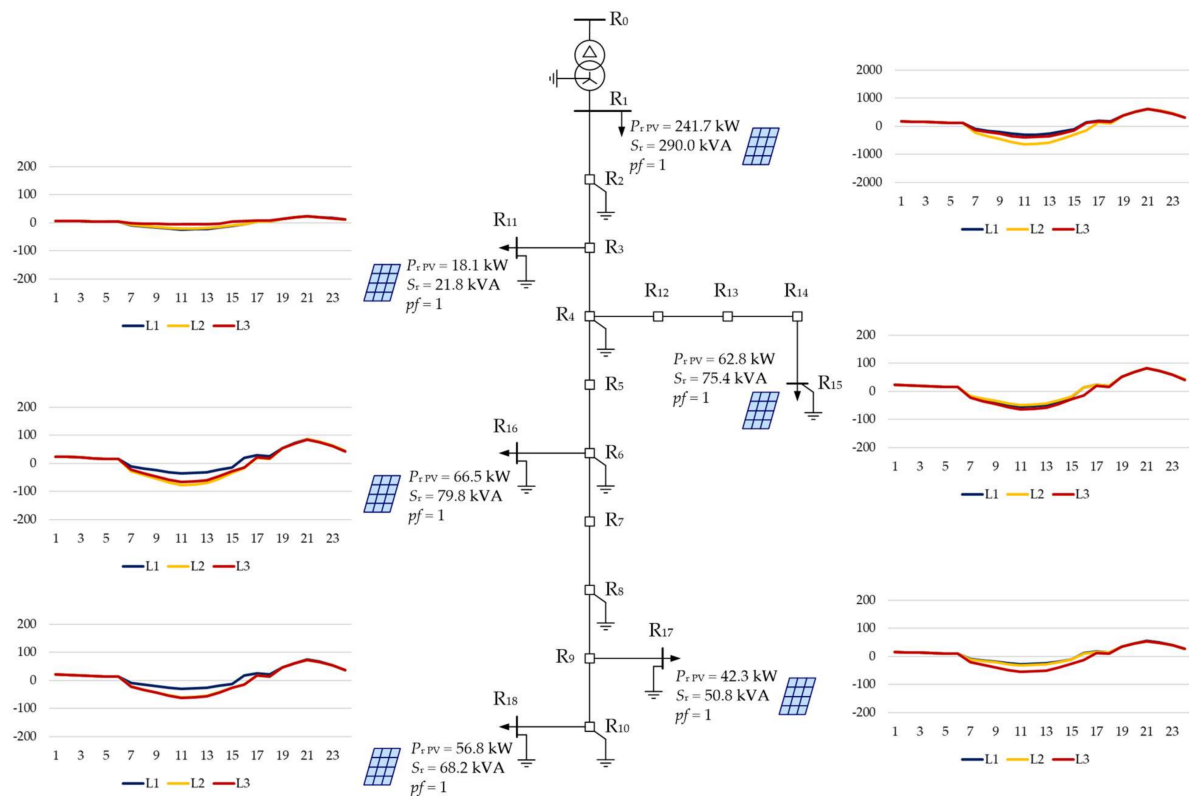 R0
R1
Pr PV = 241.7 kW
Sr = 290.0 kVA
pf = 1
2000
1000
0
-1000
-2000
1 3 5 7 9 11 13 15 17 19 21 23
L1 L2 L3
R2
200
100
0
-100
-200
1 3 5 7 9 11 13 15 17 19 21 23
L1 L2 L3
R11
Pr PV = 18.1 kW
Sr = 21.8 kVA
pf = 1
R3
R4
R12
R13
R14
Pr PV = 62.8 kW
Sr = 75.4 kVA
pf = 1
R15
200
100
0
-100
-200
1 3 5 7 9 11 13 15 17 19 21 23
L1 L2 L3
R5
200
100
0
-100
-200
1 3 5 7 9 11 13 15 17 19 21 23
L1 L2 L3
R16
Pr PV = 66.5 kW
Sr = 79.8 kVA
pf = 1
R6
R7
R8
R9
R17
Pr PV = 42.3 kW
Sr = 50.8 kVA
pf = 1
200
100
0
-100
-200
1 3 5 7 9 11 13 15 17 19 21 23
L1 L2 L3
200
100
0
-100
-200
1 3 5 7 9 11 13 15 17 19 21 23
L1 L2 L3
R18
Pr PV = 56.8 kW
Sr = 68.2 kVA
pf = 1
R10